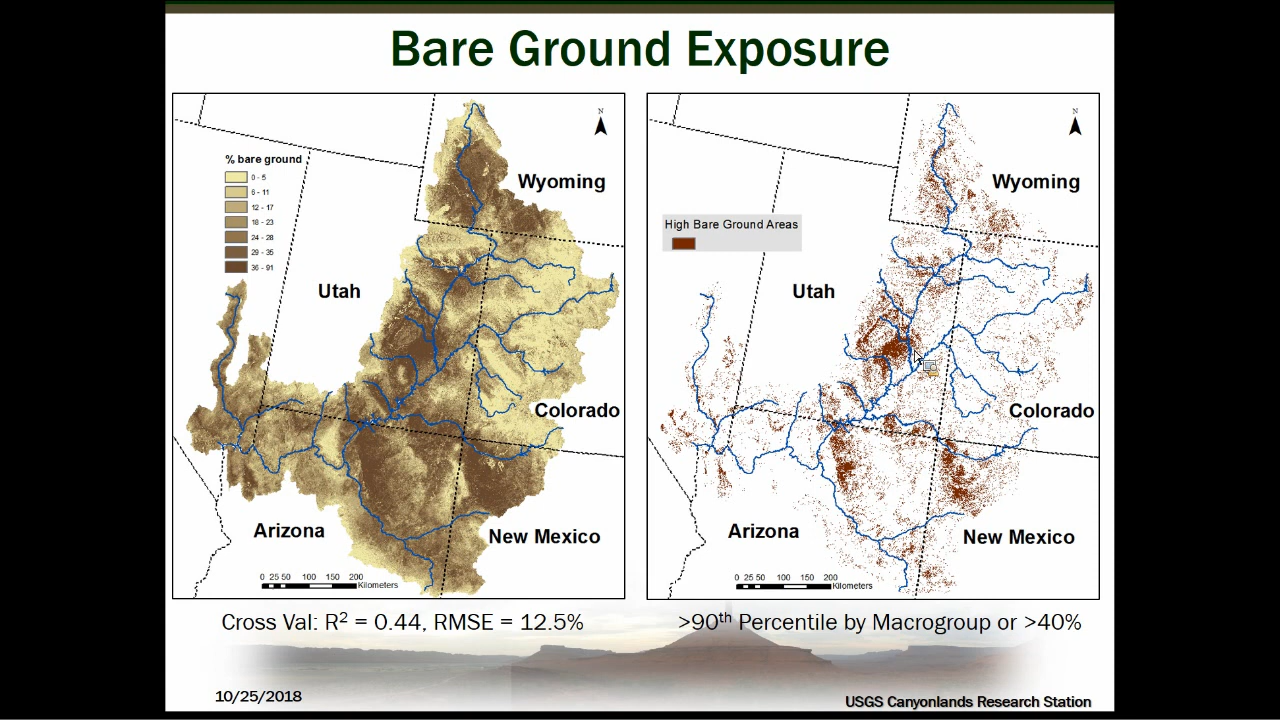 Bare Ground Exposure
% bare ground
0 - 5
6 - 11
12 - 17
18 - 23
24 - 28
29 - 35
36 - 91
N
Wyoming
Utah
Colorado
Arizona
New Mexico
0 25 50 100 150 200
Kilometers
N
Wyoming
High Bare Ground Areas
Utah
Colorado
Arizona
New Mexico
0 25 50 100 150 200
Kilometers
Cross Val: R² = 0.44, RMSE = 12.5%
>90th Percentile by Macrogroup or >40%
10/25/2018
USGS Canyonlands Research Station